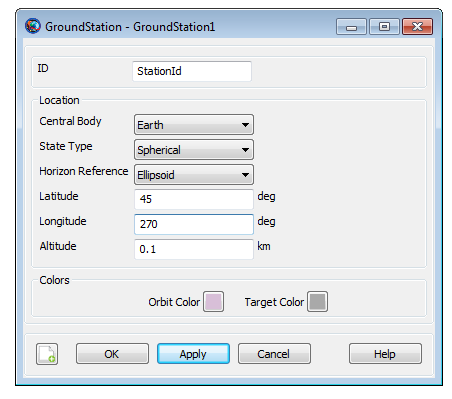 GroundStation - GroundStation1
ID StationId
Location
Central Body Earth
State Type Spherical
Horizon Reference Ellipsoid
Latitude 45 deg
Longitude 270 deg
Altitude 0.1 km
Colors
Orbit Color Target Color
OK Apply Cancel Help